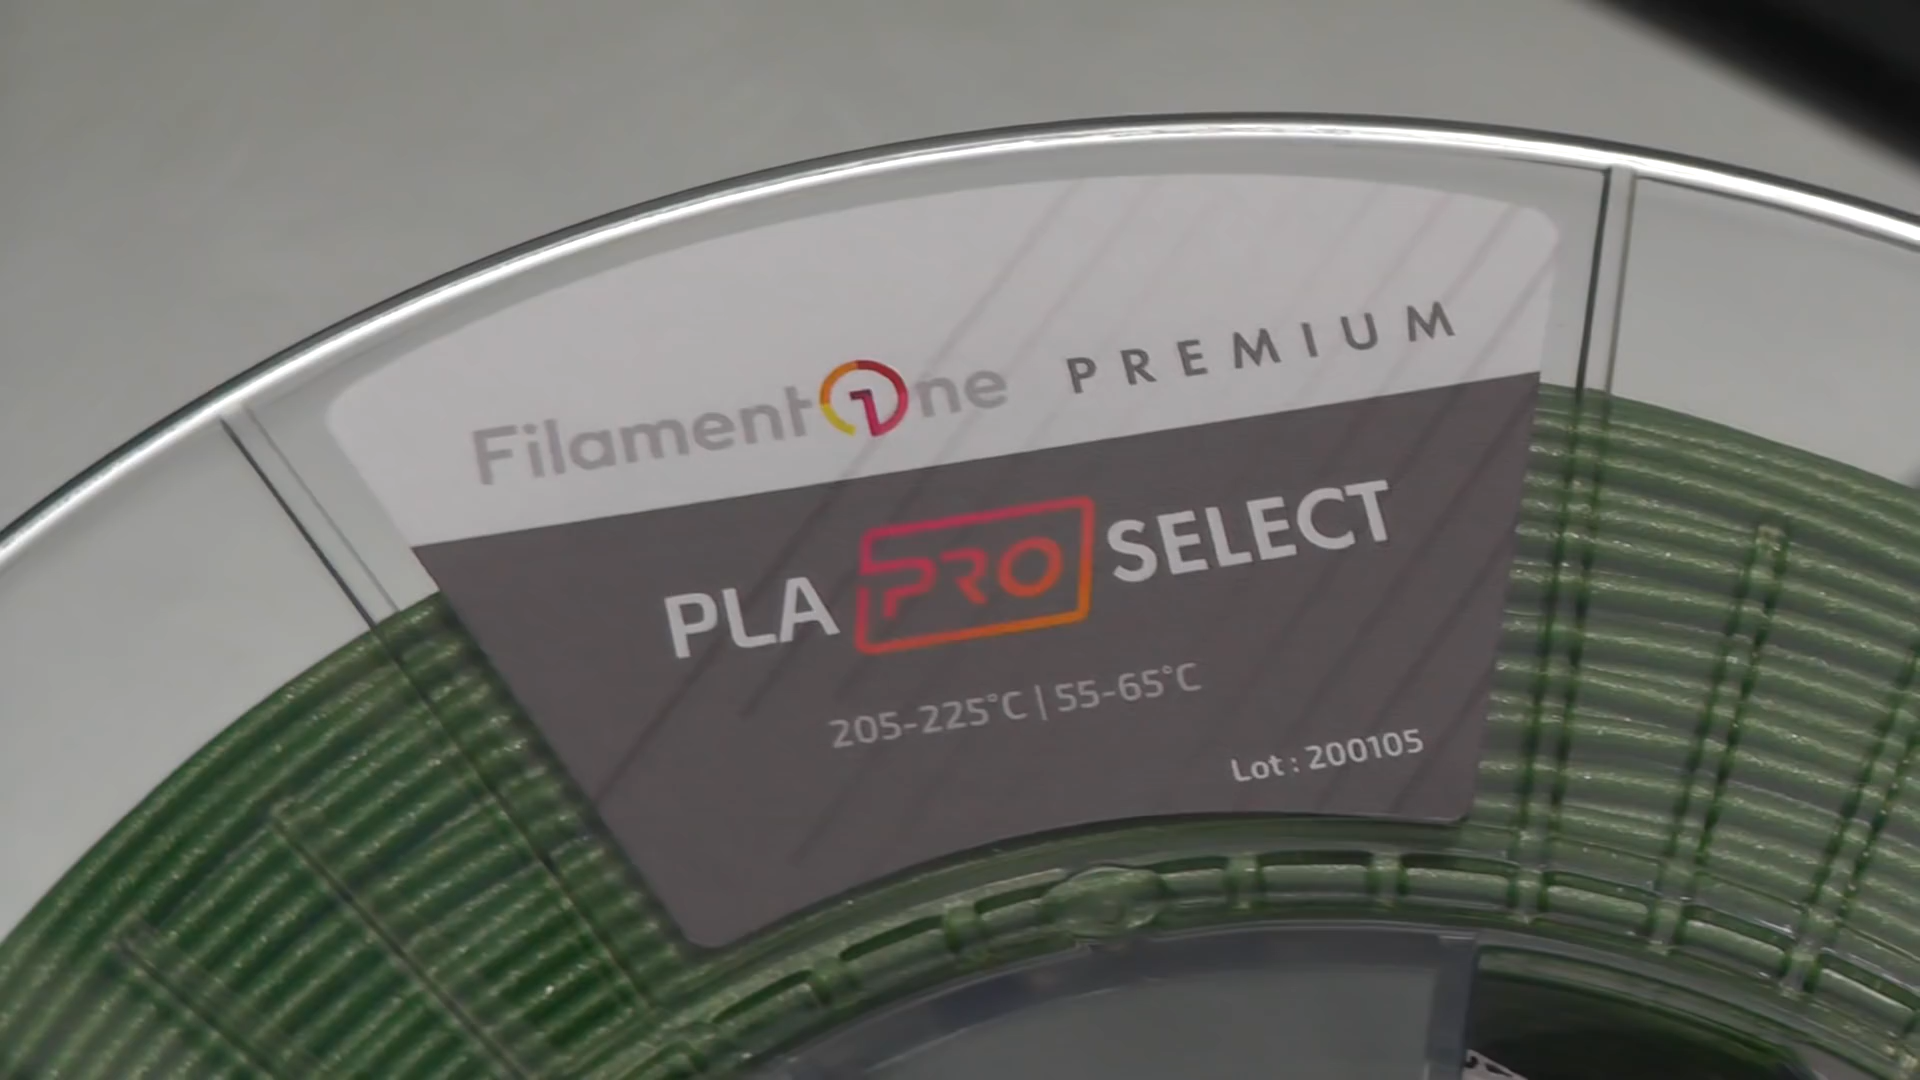 FilamentOne PREMIUM
PLA PRO SELECT
205-225°C | 55-65°C
Lot : 200105